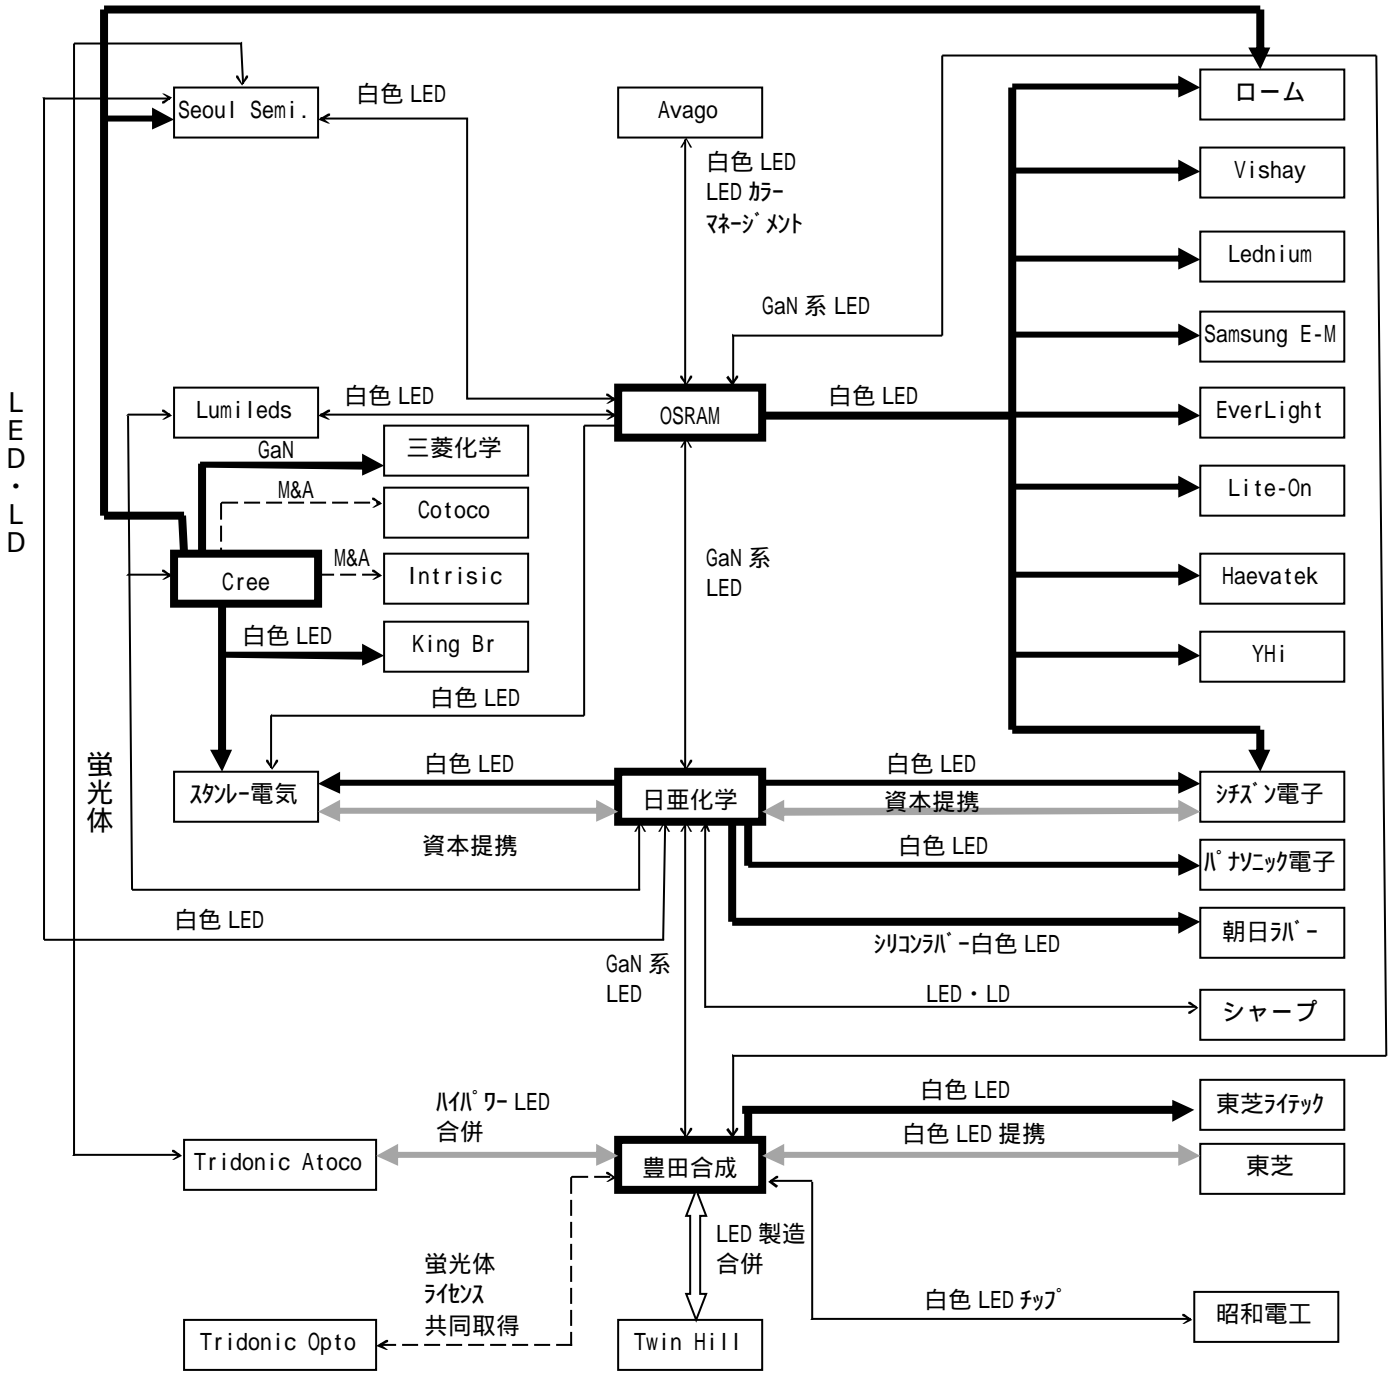 ローム
Seoul Semi.
白色 LED
Avago
白色 LED
LED ｶﾗｰ
ﾏﾈｰｼﾞﾒﾝﾄ
Vishay
Lednium
GaN 系 LED
Samsung E-M
LED・LD
Lumileds
白色 LED
OSRAM
白色 LED
EverLight
GaN
三菱化学
M&A
Cotoco
Lite-On
Cree
M&A
Intrisic
GaN 系
LED
Haevatek
白色 LED
King Br
YHi
白色 LED
蛍光体
ｽﾀﾝﾚｰ電気
白色 LED
日亜化学
白色 LED
資本提携
ｼﾁｽﾞﾝ電子
資本提携
白色 LED
ﾊﾟﾅｿﾆｯｸ電子
白色 LED
ｼﾘｺﾝﾗﾊﾞｰ白色 LED
朝日ﾗﾊﾞｰ
GaN 系
LED
LED・LD
シャープ
ﾊｲﾊﾟﾜｰ LED
合併
白色 LED
東芝ﾗｲﾃｯｸ
Tridonic Atoco
豊田合成
白色 LED 提携
東芝
LED 製造
合併
蛍光体
ﾗｲｾﾝｽ
共同取得
白色 LED ﾁｯﾌﾟ
昭和電工
Tridonic Opto
Twin Hill